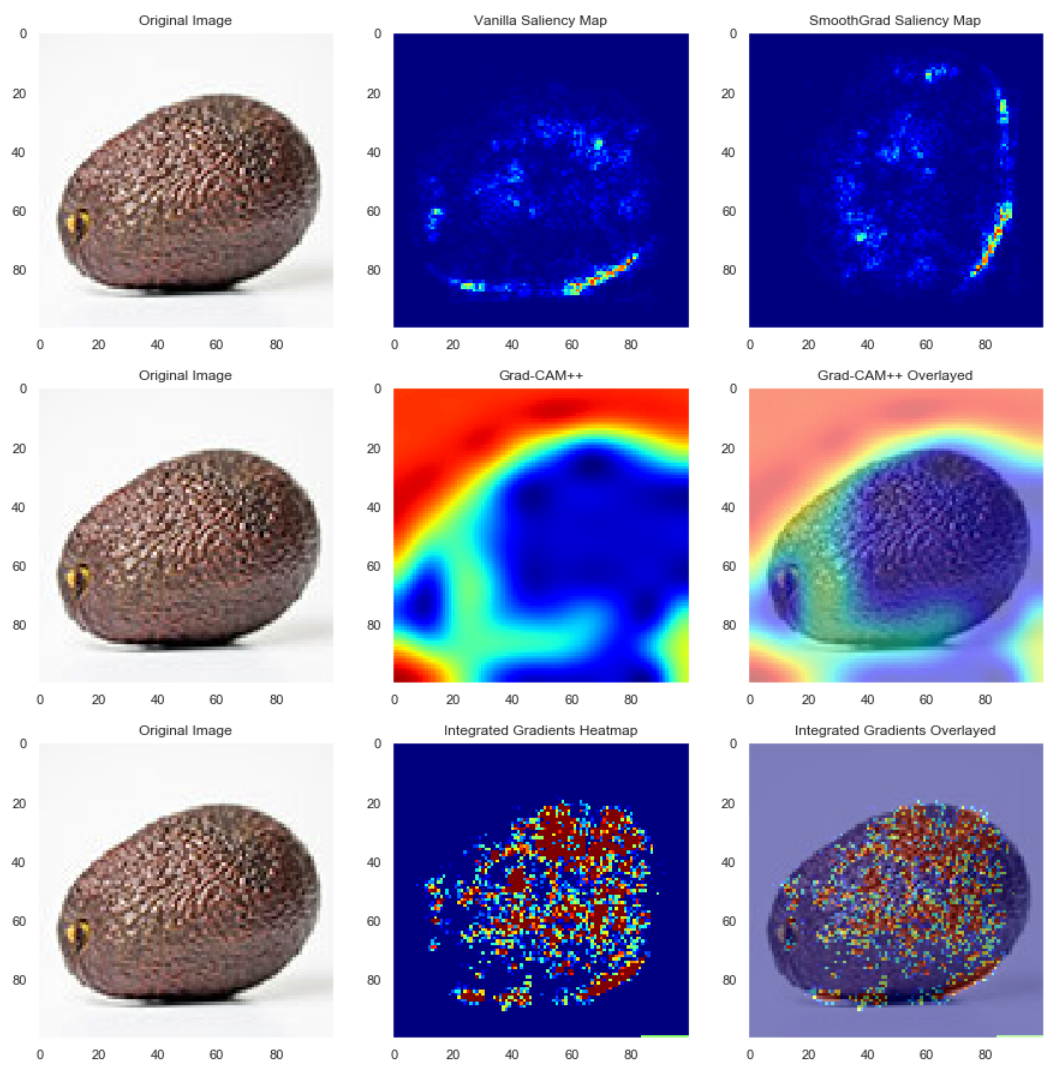 Original Image
Vanilla Saliency Map
SmoothGrad Saliency Map
0
20
40
60
80
0 20 40 60 80
0
20
40
60
80
0 20 40 60 80
0
20
40
60
80
0 20 40 60 80
Original Image
Grad-CAM++
Grad-CAM++ Overlayed
0
20
40
60
80
0 20 40 60 80
0
20
40
60
80
0 20 40 60 80
0
20
40
60
80
0 20 40 60 80
Original Image
Integrated Gradients Heatmap
Integrated Gradients Overlayed
0
20
40
60
80
0 20 40 60 80
0
20
40
60
80
0 20 40 60 80
0
20
40
60
80
0 20 40 60 80